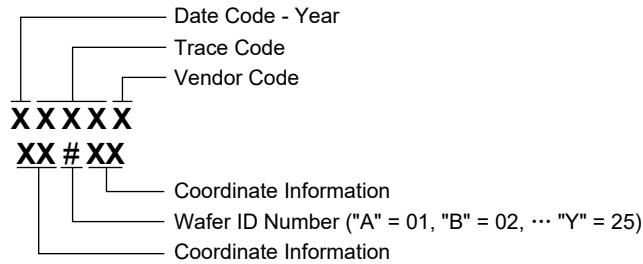 Date Code - Year
Trace Code
Vendor Code
XXXXX
XX#XX
Coordinate Information
Wafer ID Number ("A" = 01, "B" = 02, ··· "Y" = 25)
Coordinate Information